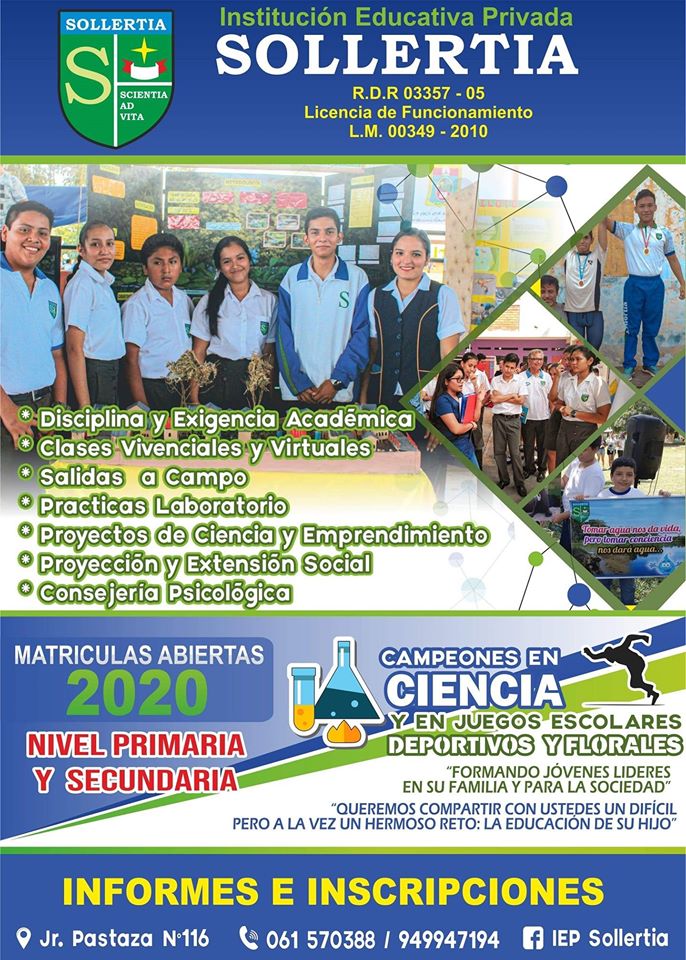 SOLLERTIA
S
SCIENTIA
AD
VITA
Institución Educativa Privada
SOLLERTIA
R.D.R 03357 - 05
Licencia de Funcionamiento
L.M. 00349 - 2010
* Disciplina y Exigencia Académica
* Clases Vivenciales y Virtuales
* Salidas a Campo
* Practicas Laboratorio
* Proyectos de Ciencia y Emprendimiento
* Proyección y Extensión Social
* Consejería Psicológica
Tomar agua nos da vida,
pero tomar conciencia
nos dara agua...
MATRICULAS ABIERTAS
2020
NIVEL PRIMARIA
Y SECUNDARIA
CAMPEONES EN
CIENCIA
Y EN JUEGOS ESCOLARES
DEPORTIVOS Y FLORALES
“FORMANDO JÓVENES LIDERES
EN SU FAMILIA Y PARA LA SOCIEDAD”
“QUEREMOS COMPARTIR CON USTEDES UN DIFÍCIL
PERO A LA VEZ UN HERMOSO RETO: LA EDUCACIÓN DE SU HIJO”
INFORMES E INSCRIPCIONES
Jr. Pastaza N°116
061 570388 / 949947194
IEP Sollertia